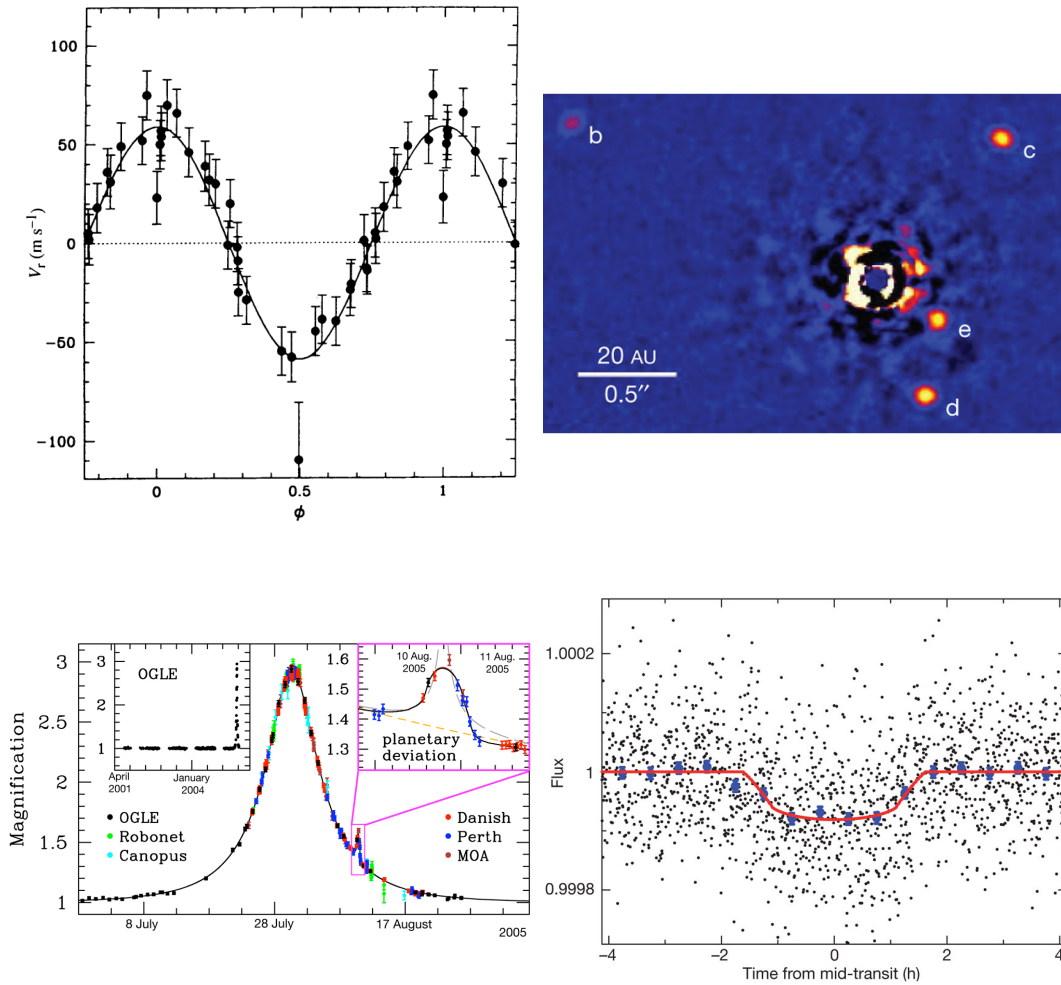 100
50
0
−50
−100
V_r (m s⁻¹)
0
0.5
1
ϕ
b
c
e
d
20 AU
0.5″
Magnification
3
2.5
2
1.5
1
OGLE
3
2
1
April
2001
January
2004
10 Aug.
2005
11 Aug.
2005
1.6
1.5
1.4
1.3
planetary
deviation
OGLE
Robonet
Canopus
Danish
Perth
MOA
8 July
28 July
17 August
2005
Flux
1.0002
1
0.9998
−4
−2
0
2
4
Time from mid-transit (h)